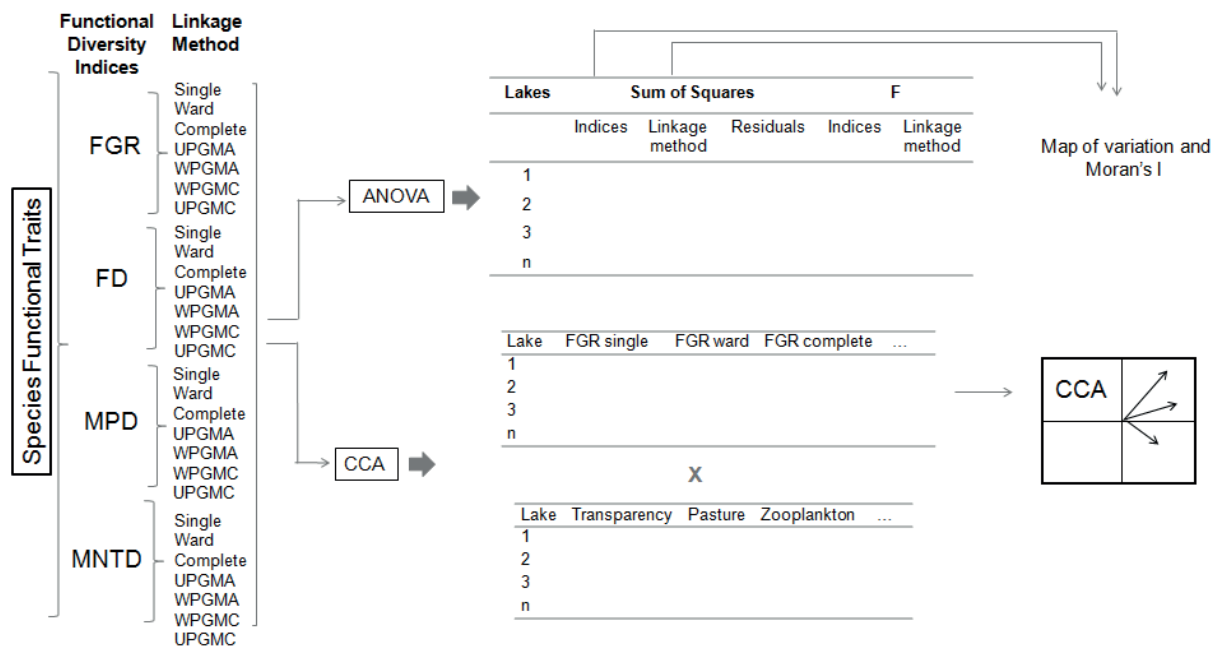 Functional
Diversity
Indices
Linkage
Method
Species Functional Traits
FGR
Single
Ward
Complete
UPGMA
WPGMA
WPGMC
UPGMC
FD
Single
Ward
Complete
UPGMA
WPGMA
WPGMC
UPGMC
MPD
Single
Ward
Complete
UPGMA
WPGMA
WPGMC
UPGMC
MNTD
Single
Ward
Complete
UPGMA
WPGMA
WPGMC
UPGMC
ANOVA
Lakes Sum of Squares F
Indices Linkage method Residuals Indices Linkage method
1
2
3
n
Map of variation and
Moran's I
CCA
Lake FGR single FGR ward FGR complete ...
1
2
3
n
X
Lake Transparency Pasture Zooplankton ...
1
2
3
n
CCA